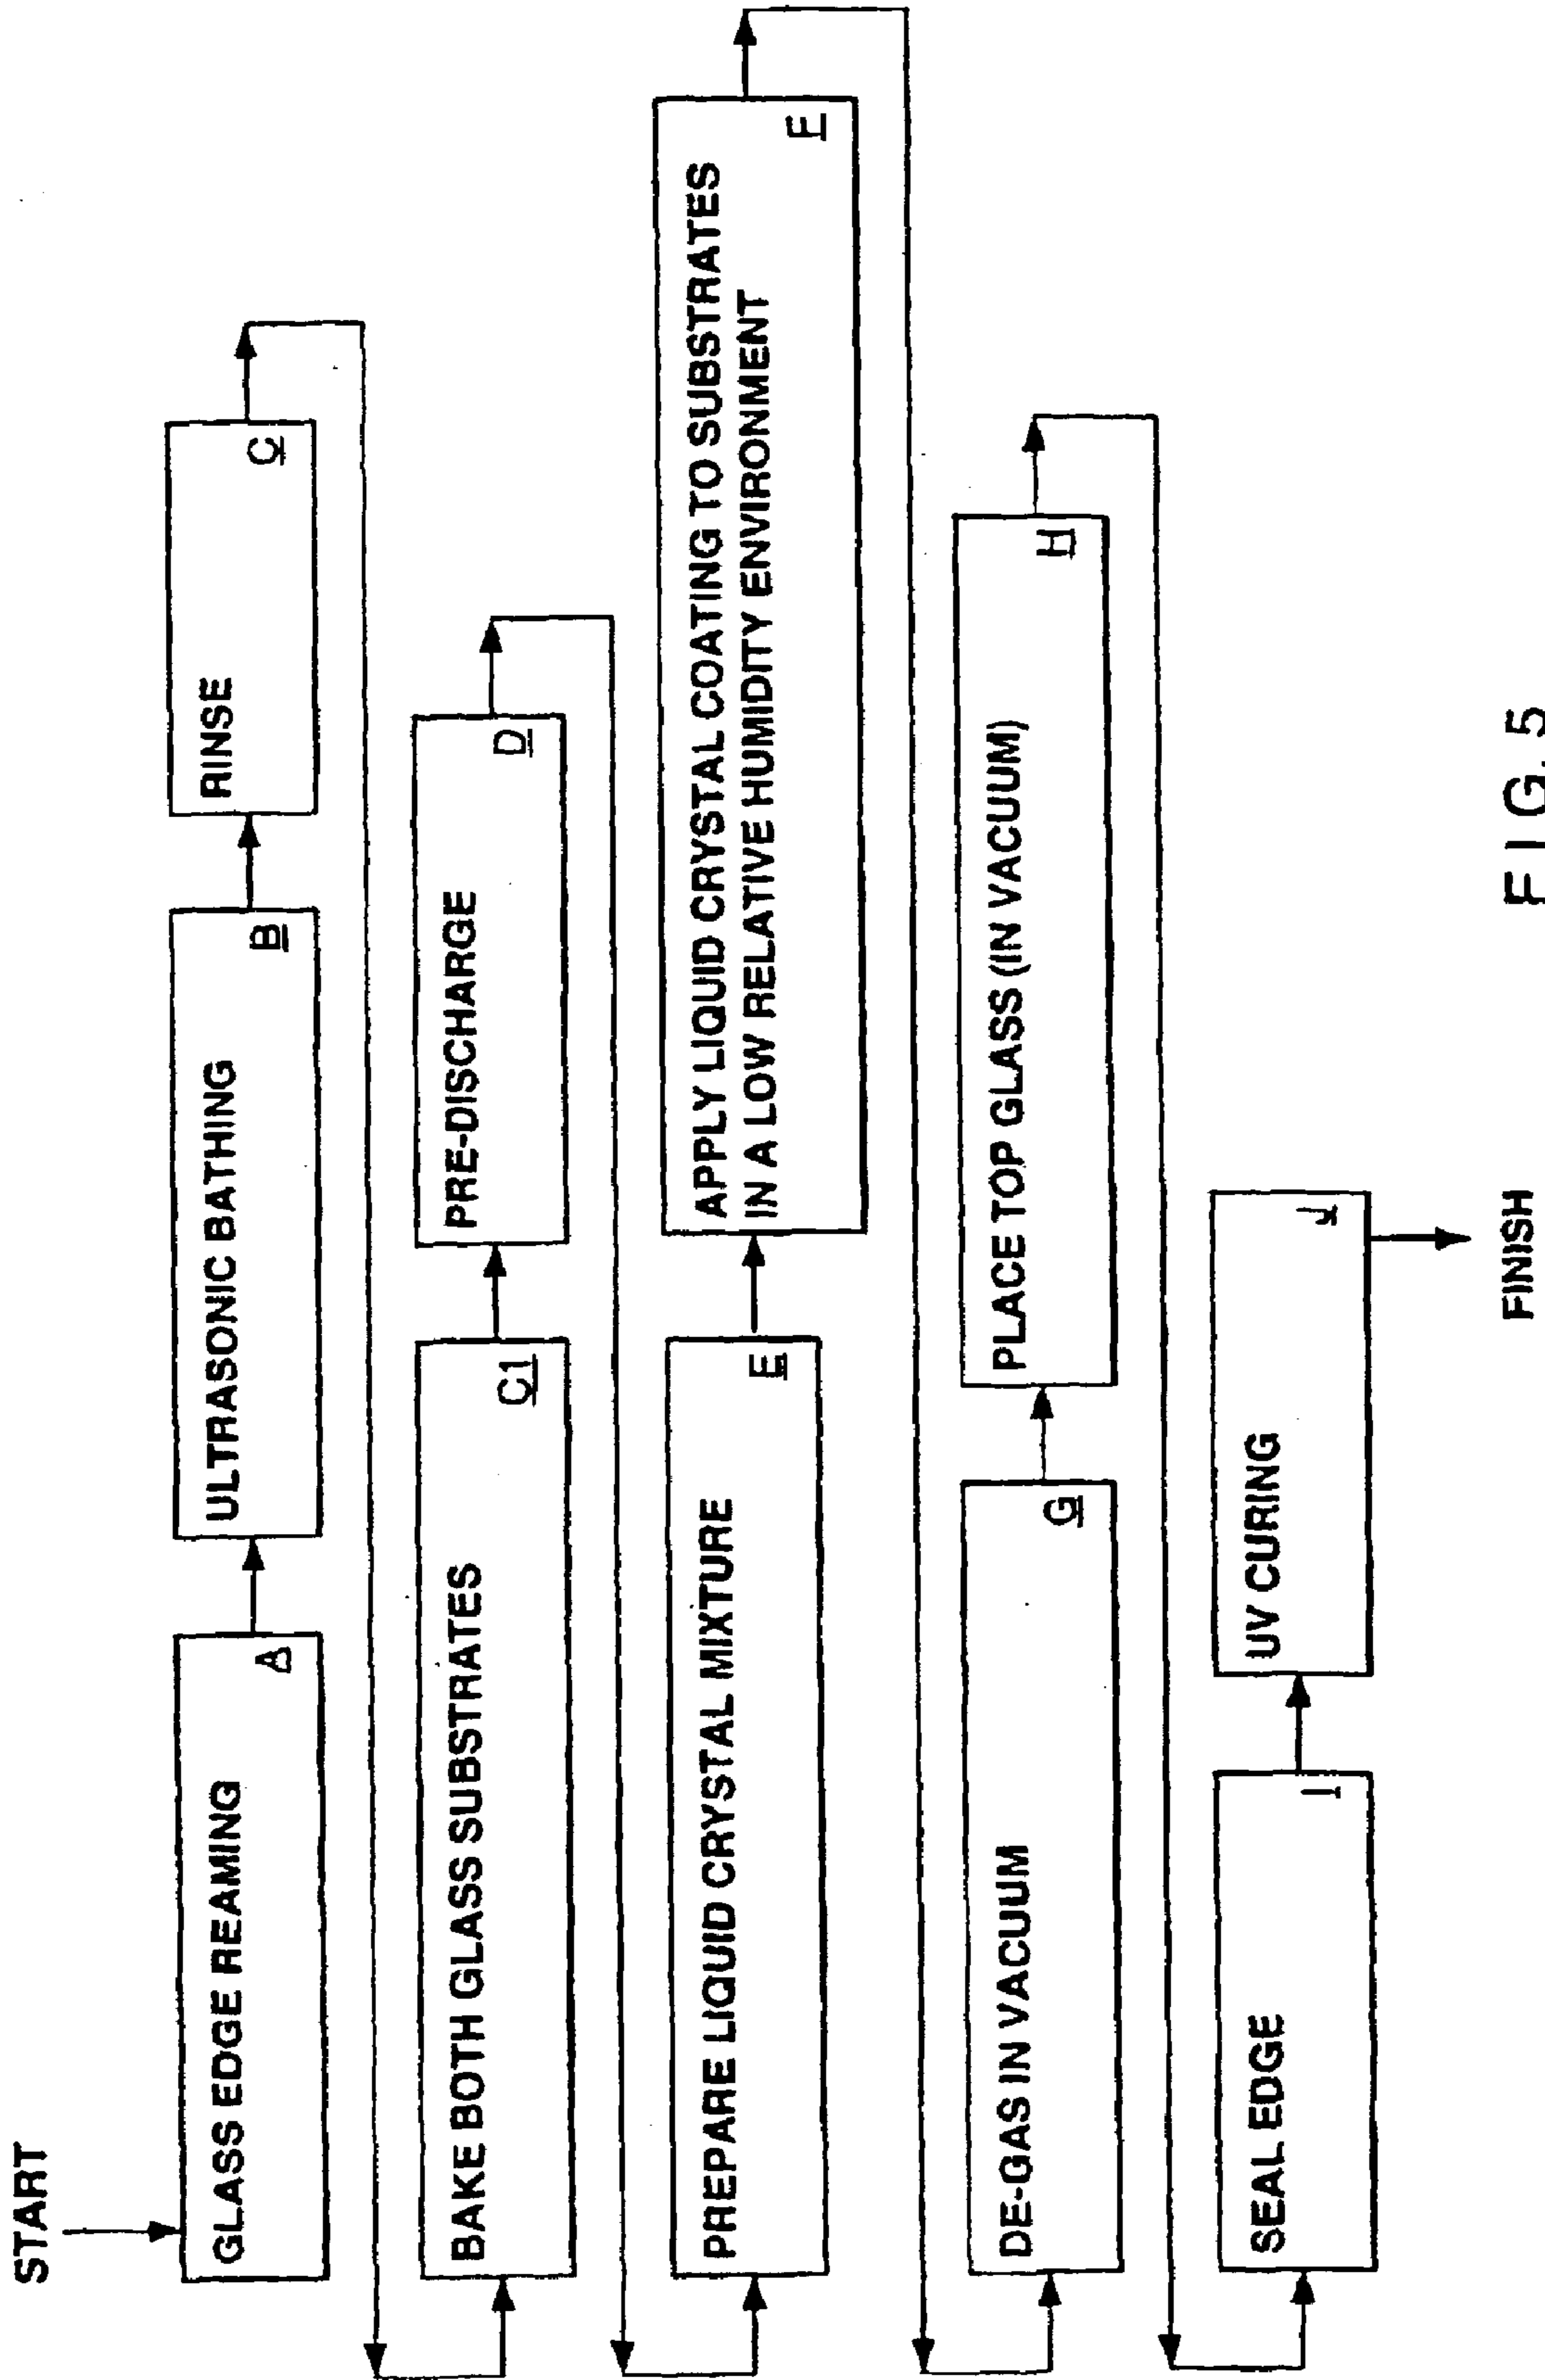 START
GLASS EDGE REAMING
A
ULTRASONIC BATHING
B
RINSE
C
BAKE BOTH GLASS SUBSTRATES
C1
PRE-DISCHARGE
D
PREPARE LIQUID CRYSTAL MIXTURE
E
APPLY LIQUID CRYSTAL COATING TO SUBSTRATES
IN A LOW RELATIVE HUMIDITY ENVIRONMENT
F
DE-GAS IN VACUUM
G
PLACE TOP GLASS (IN VACUUM)
H
SEAL EDGE
I
UV CURING
J
FINISH
FIG. 5